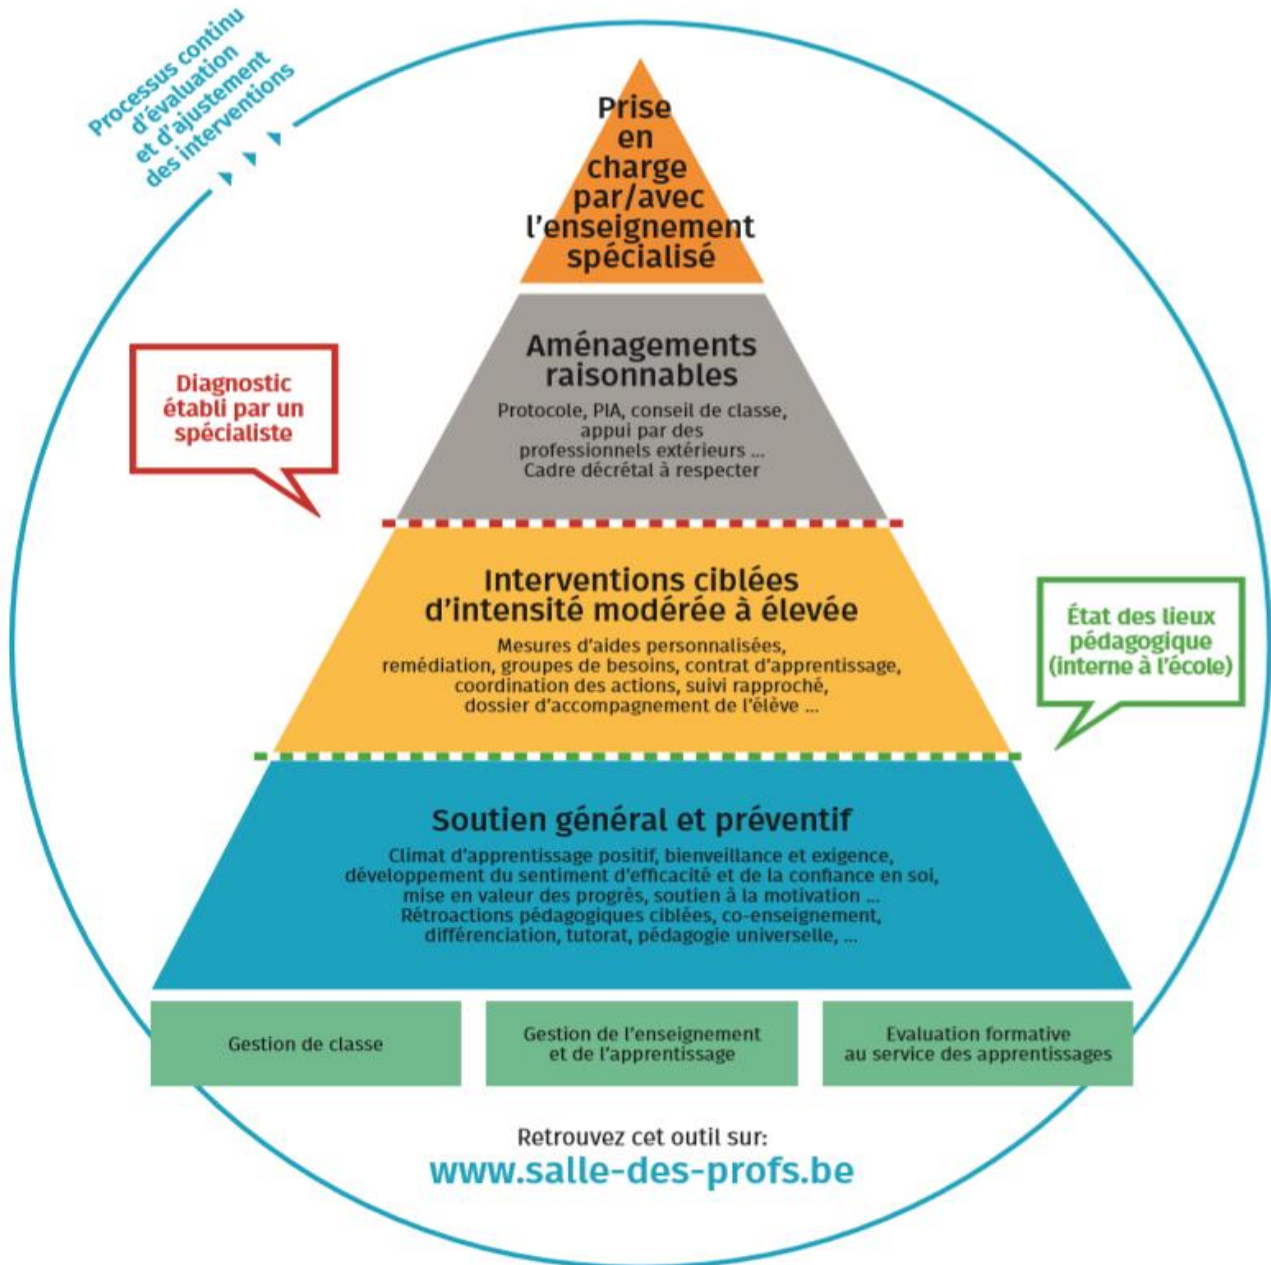 Processus continu
d'évaluation
et d'ajustement
des interventions
Prise
en
charge
par/avec
l'enseignement
spécialisé
Aménagements
raisonnables
Protocole, PIA, conseil de classe,
appui par des
professionnels extérieurs ...
Cadre décrétal à respecter
Diagnostic
établi par un
spécialiste
Interventions ciblées
d'intensité modérée à élevée
Mesures d'aides personnalisées,
remédiation, groupes de besoins, contrat d'apprentissage,
coordination des actions, suivi rapproché,
dossier d'accompagnement de l'élève ...
État des lieux
pédagogique
(interne à l'école)
Soutien général et préventif
Climat d'apprentissage positif, bienveillance et exigence,
développement du sentiment d'efficacité et de la confiance en soi,
mise en valeur des progrès, soutien à la motivation ...
Rétroactions pédagogiques ciblées, co-enseignement,
différenciation, tutorat, pédagogie universelle, ...
Gestion de classe
Gestion de l'enseignement
et de l'apprentissage
Evaluation formative
au service des apprentissages
Retrouvez cet outil sur:
www.salle-des-profs.be